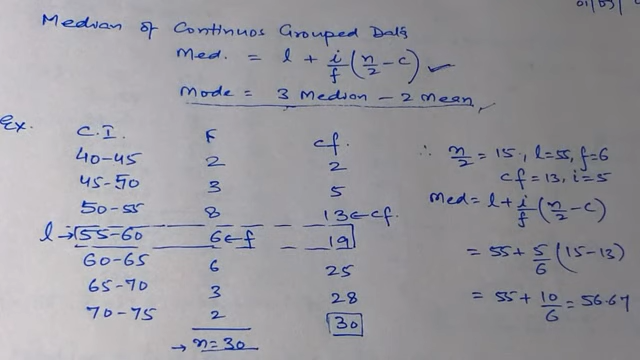 01/03/
Median of Continuos Grouped Data
Med. = l + i/f (n/2 - c) ✓
Mode = 3 Median - 2 Mean,
Ex. C.I. F cf.
40-45 2 2
45-50 3 5
50-55 8 13 ← cf.
l → 55-60 6 ← f 19
60-65 6 25
65-70 3 28
70-75 2 30
→ n = 30
∴ n/2 = 15, l = 55, f = 6
cf = 13, i = 5
Med = l + i/f (n/2 - c)
= 55 + 5/6 (15 - 13)
= 55 + 10/6 = 56.67